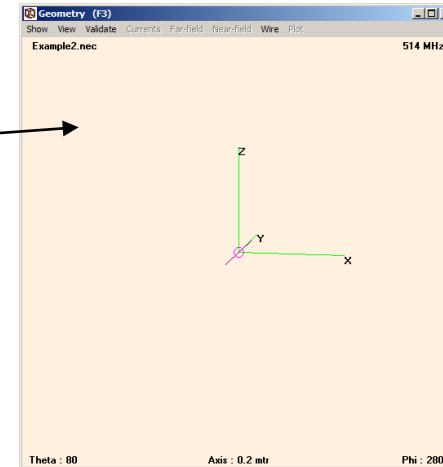 Geometry (F3)
Show View Validate Currents Far-field Near-field Wire Plot
Example2.nec 514 MHz
Z
Y
X
Theta : 80 Axis : 0.2 mtr Phi : 280